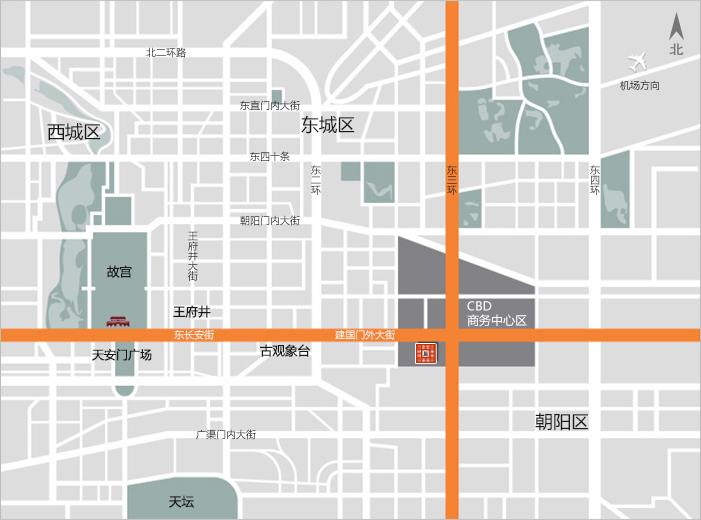 北
北二环路
机场方向
东直门内大街
西城区
东城区
东四十条
东二环
东三环
东四环
朝阳门内大街
王府井大街
故宫
王府井
CBD
商务中心区
东长安街
建国门外大街
天安门广场
古观象台
朝阳区
广渠门内大街
天坛